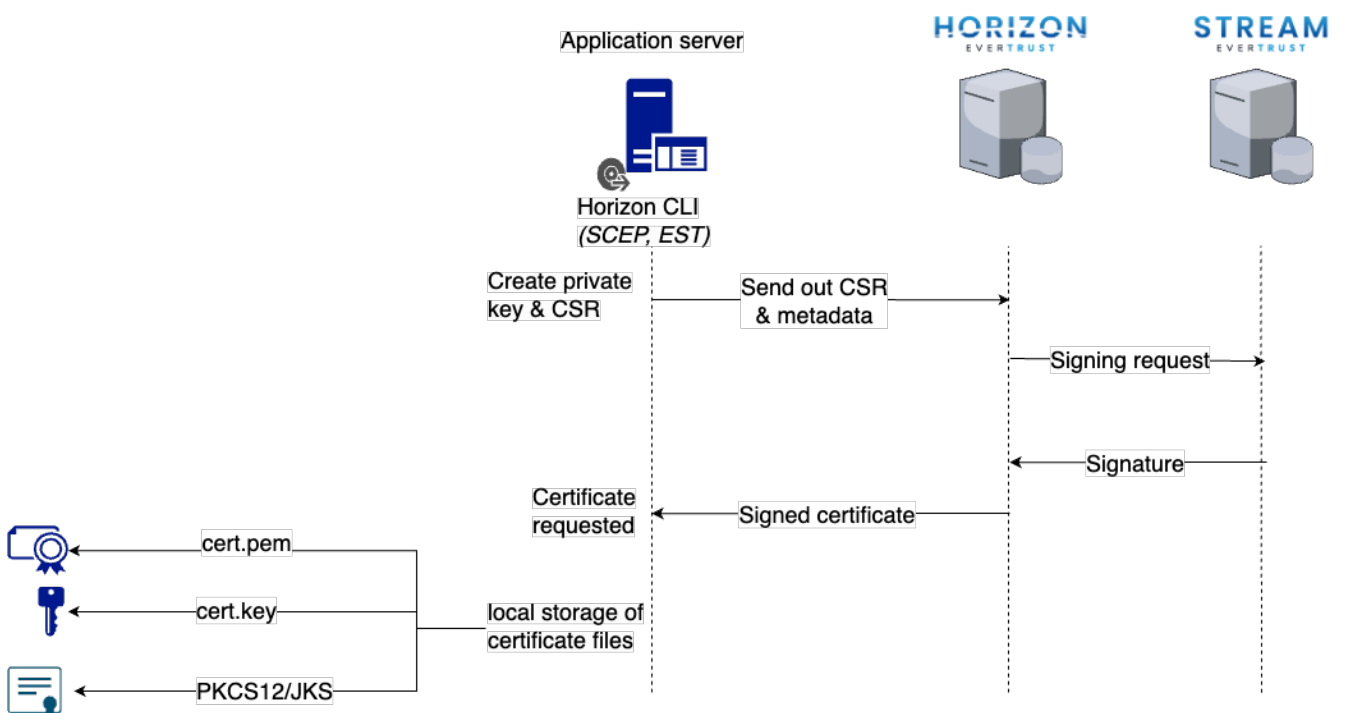 HORIZON
EVERTRUST
STREAM
EVERTRUST
Application server
Horizon CLI
(SCEP, EST)
Create private
key & CSR
Send out CSR
& metadata
Signing request
Signature
Certificate
requested
Signed certificate
cert.pem
cert.key
local storage of
certificate files
PKCS12/JKS